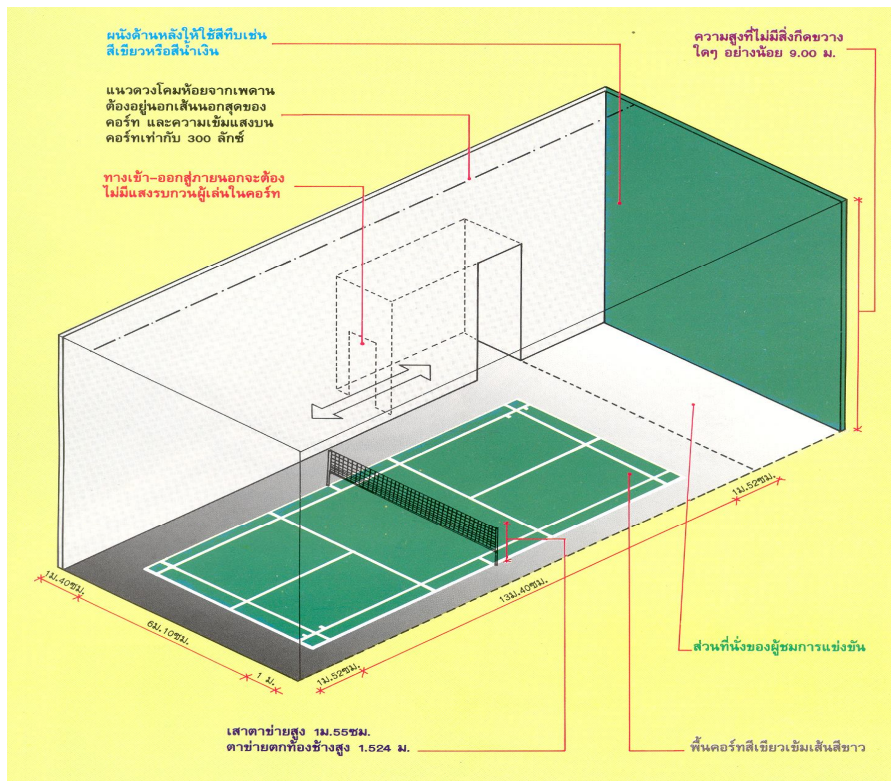 ผนังด้านหลังให้ใช้สีทึบเช่น
สีเขียวหรือสีน้ำเงิน
ความสูงที่ไม่มีสิ่งกีดขวาง
ใดๆ อย่างน้อย 9.00 ม.
แนวดวงโคมห้อยจากเพดาน
ต้องอยู่นอกเส้นนอกสุดของ
คอร์ท และความเข้มแสงบน
คอร์ทเท่ากับ 300 ลักซ์
ทางเข้า-ออกสู่ภายนอกจะต้อง
ไม่มีแสงรบกวนผู้เล่นในคอร์ท
1ม.52ซม.
1ม.40ซม.
13ม.40ซม.
6ม.10ซม.
1 ม.
1ม.52ซม.
ส่วนที่นั่งของผู้ชมการแข่งขัน
เสาตาข่ายสูง 1ม.55ซม.
ตาข่ายตกท้องช้างสูง 1.524 ม.
พื้นคอร์ทสีเขียวเข้มเส้นสีขาว